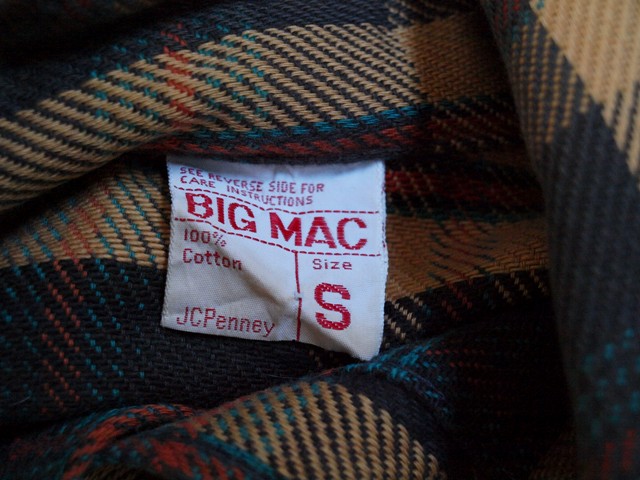 SEE REVERSE SIDE FOR
CARE INSTRUCTIONS
BIG MAC
100%
Cotton
Size
S
JCPenney